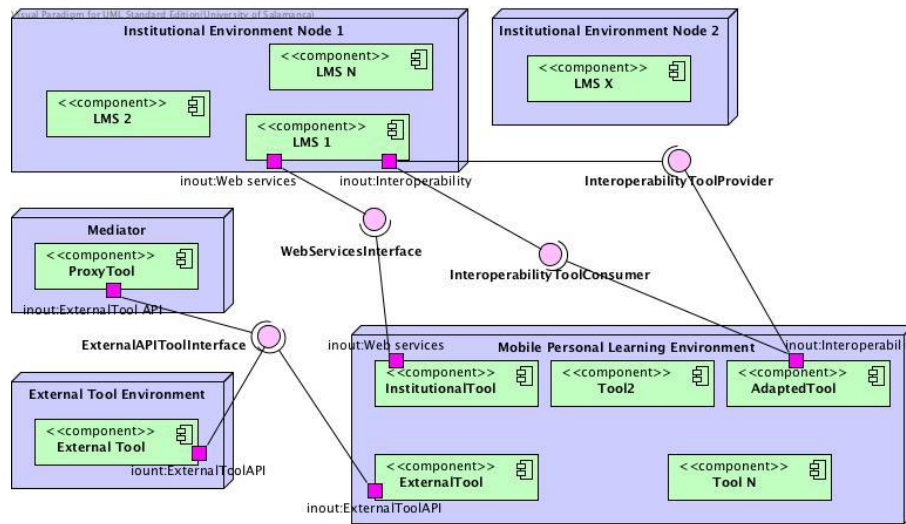 Visual Paradigm for UML Standard Edition(University of Salamanca)
Institutional Environment Node 1
Institutional Environment Node 2
<<component>>
LMS N
<<component>>
LMS X
<<component>>
LMS 2
<<component>>
LMS 1
inout:Web services
inout:Interoperability
InteroperabilityToolProvider
Mediator
<<component>>
ProxyTool
WebServicesInterface
InteroperabilityToolConsumer
inout:ExternalTool API
ExternalAPIToolInterface
inout:Web services
Mobile Personal Learning Environment
inout:Interoperabil
<<component>>
InstitutionalTool
<<component>>
Tool2
<<component>>
AdaptedTool
External Tool Environment
<<component>>
External Tool
iount:ExternalToolAPI
<<component>>
ExternalTool
<<component>>
Tool N
inout:ExternalToolAPI